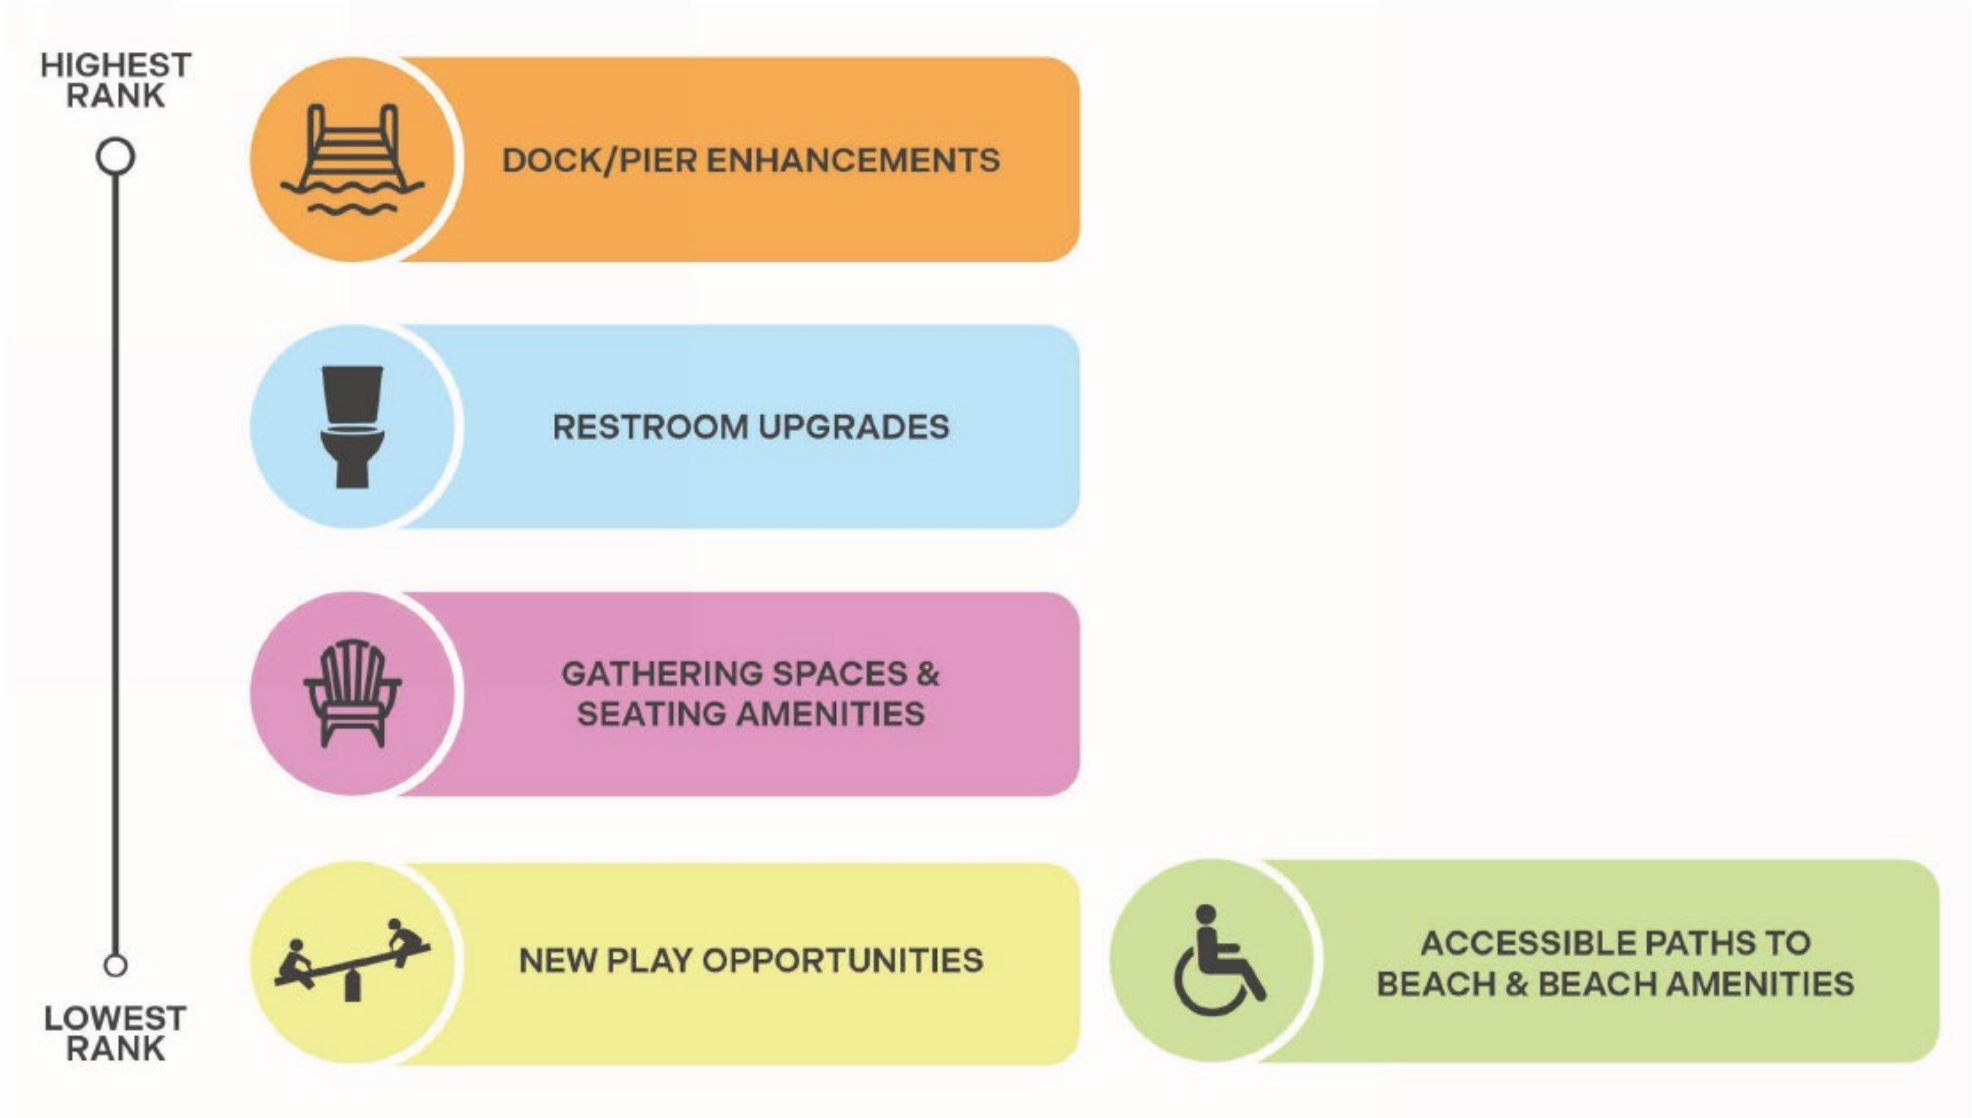 HIGHEST
RANK
DOCK/PIER ENHANCEMENTS
RESTROOM UPGRADES
GATHERING SPACES &
SEATING AMENITIES
NEW PLAY OPPORTUNITIES
ACCESSIBLE PATHS TO
BEACH & BEACH AMENITIES
LOWEST
RANK